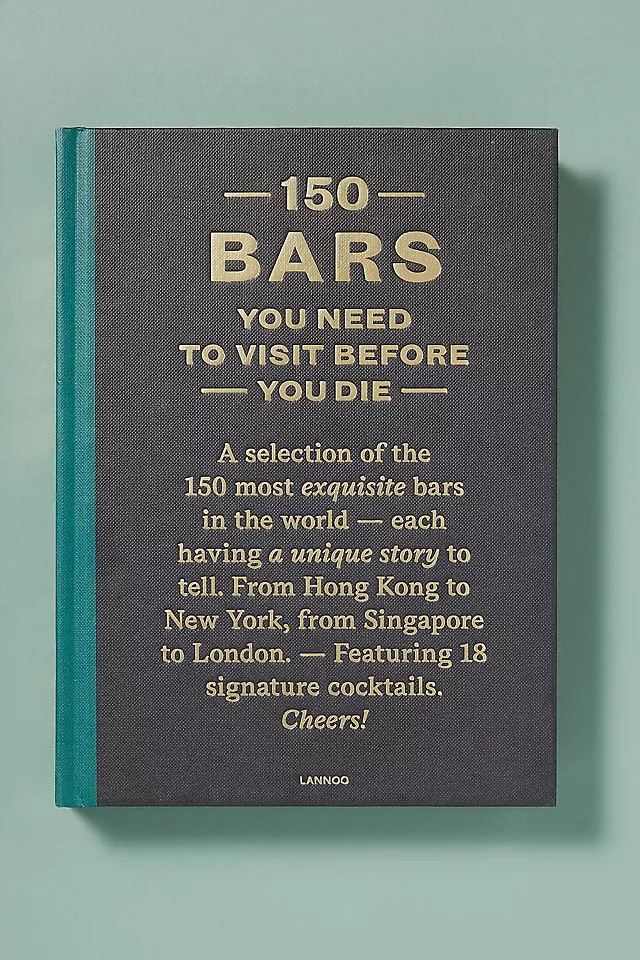 — 150 —
BARS
YOU NEED
TO VISIT BEFORE
— YOU DIE —
A selection of the
150 most exquisite bars
in the world — each
having a unique story to
tell. From Hong Kong to
New York, from Singapore
to London. — Featuring 18
signature cocktails.
Cheers!
LANNOO